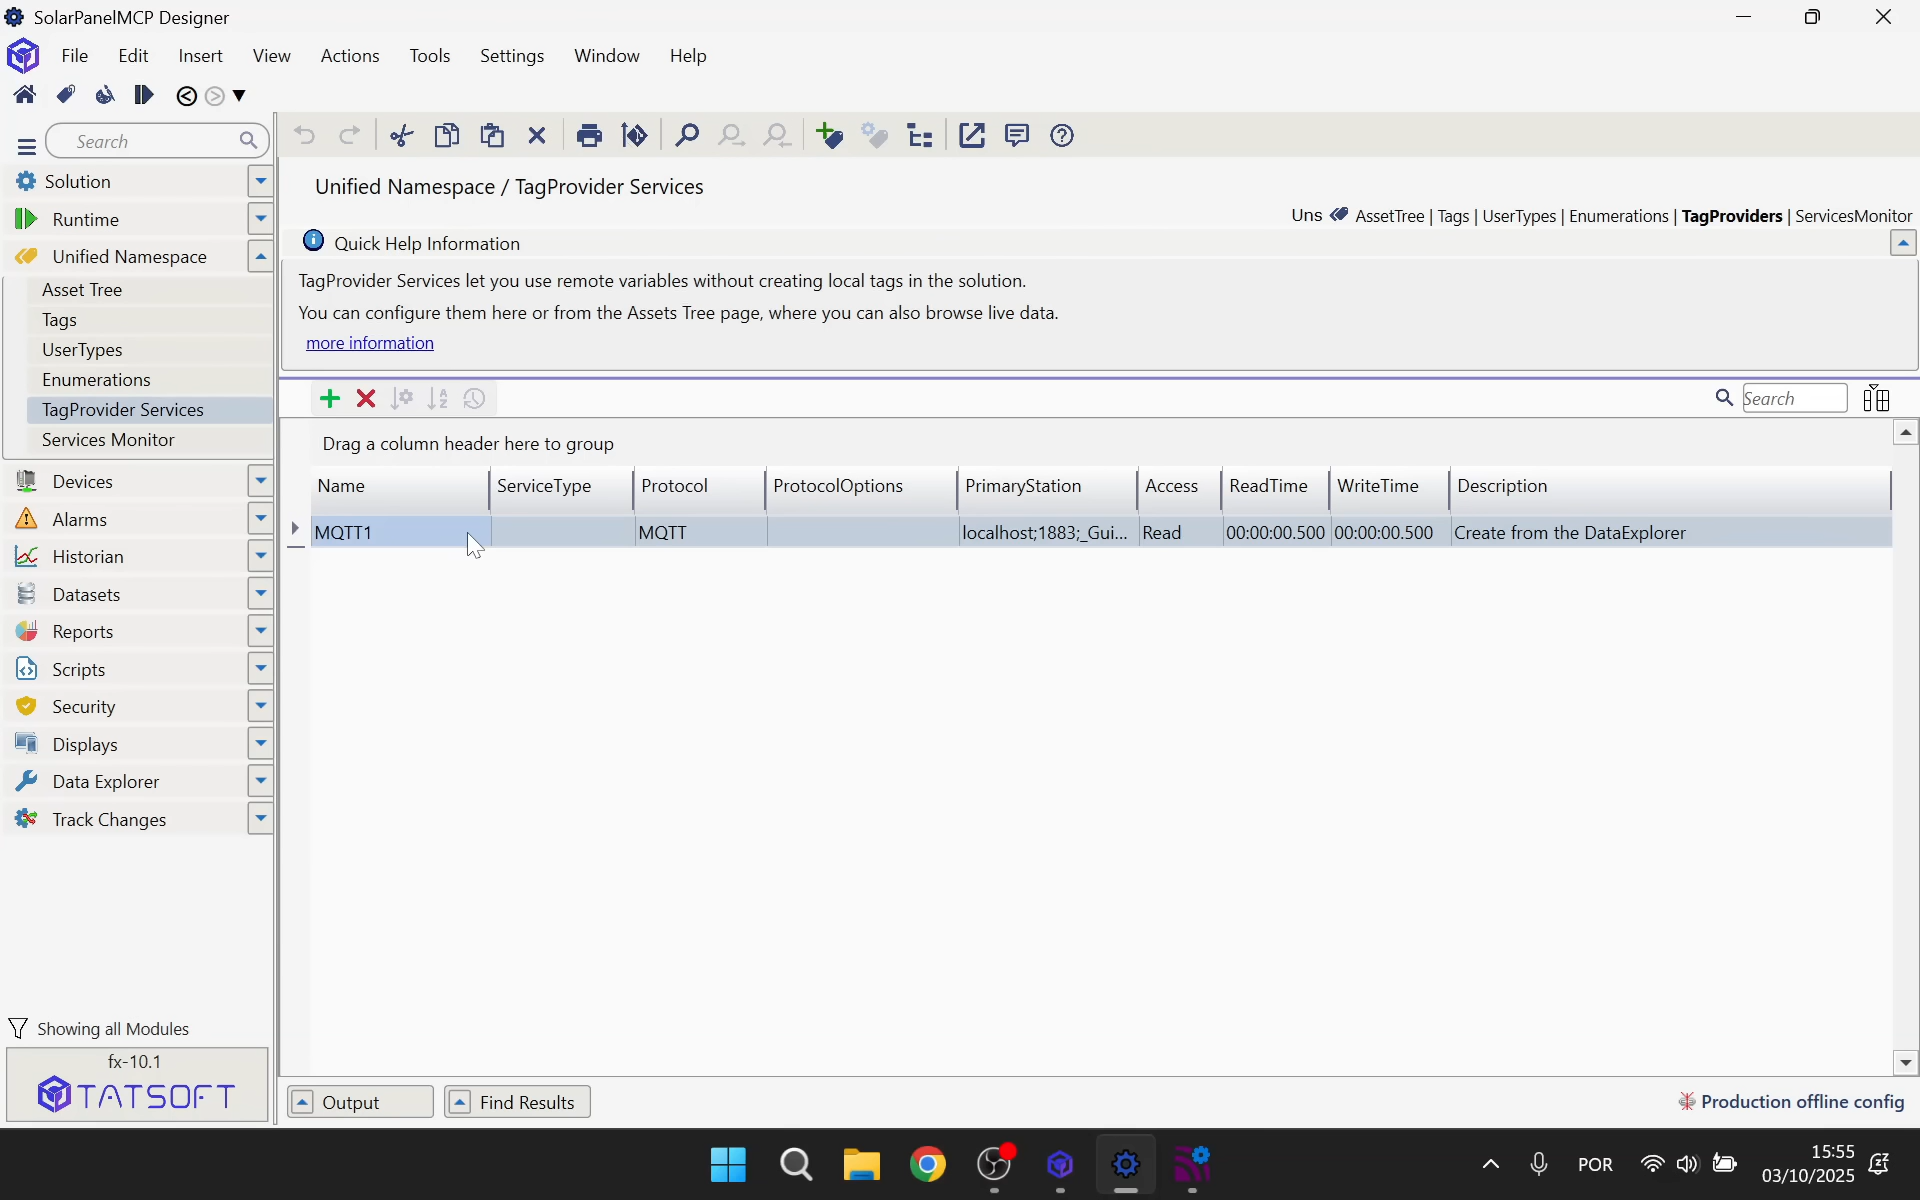 SolarPanelMCP Designer
File Edit Insert View Actions Tools Settings Window Help
Search
Solution
Runtime
Unified Namespace
Asset Tree
Tags
UserTypes
Enumerations
TagProvider Services
Services Monitor
Devices
Alarms
Historian
Datasets
Reports
Scripts
Security
Displays
Data Explorer
Track Changes
Showing all Modules
fx-10.1
TATSOFT
Unified Namespace / TagProvider Services
Uns AssetTree | Tags | UserTypes | Enumerations | TagProviders | ServicesMonitor
Quick Help Information
TagProvider Services let you use remote variables without creating local tags in the solution.
You can configure them here or from the Assets Tree page, where you can also browse live data.
more information
Search
Drag a column header here to group
Name ServiceType Protocol ProtocolOptions PrimaryStation Access ReadTime WriteTime Description
MQTT1 MQTT localhost;1883;_Gui... Read 00:00:00.500 00:00:00.500 Create from the DataExplorer
Output Find Results
Production offline config
POR
15:55
03/10/2025